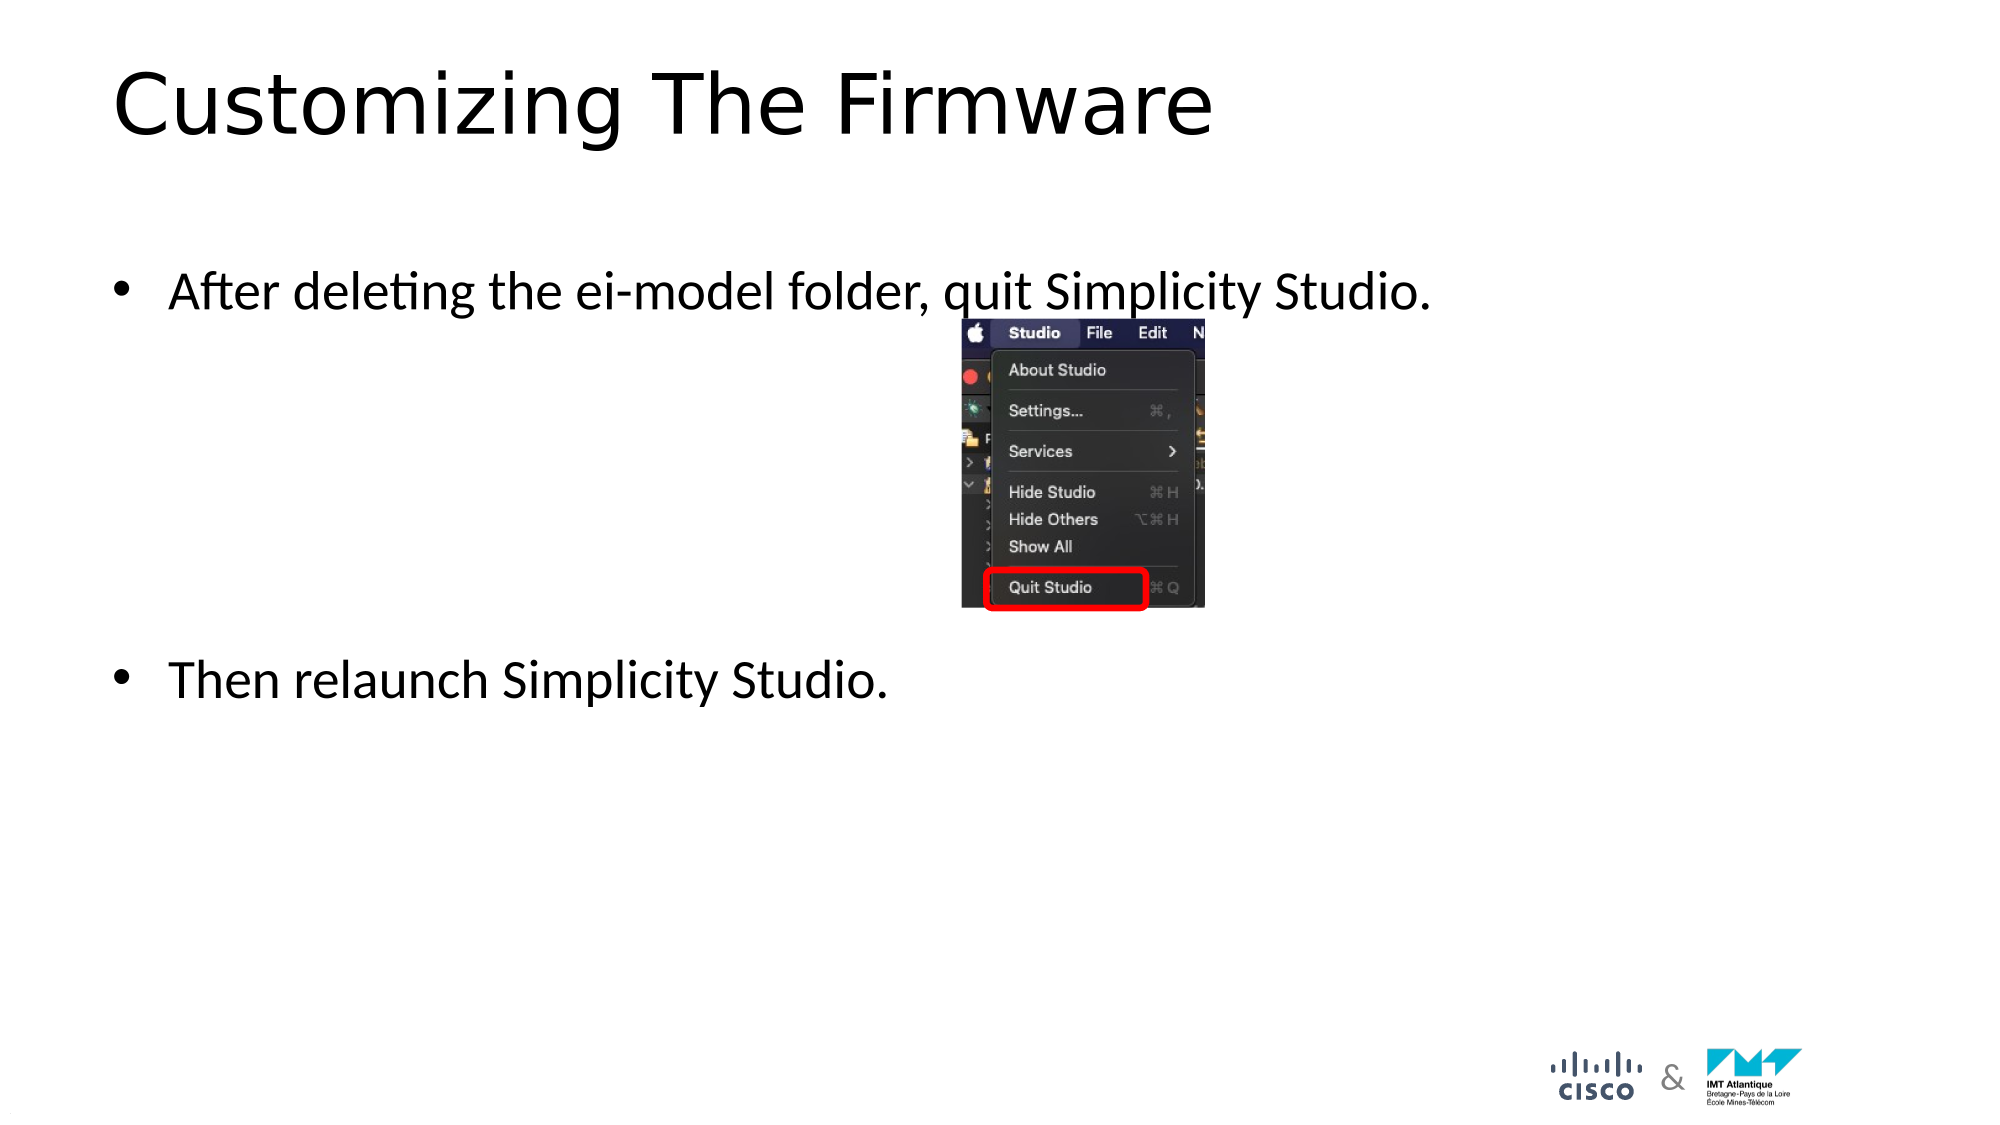 Customizing The Firmware
• After deleting the ei-model folder, quit Simplicity Studio.
Studio File Edit N
About Studio
Settings... ⌘ ,
Services >
Hide Studio ⌘ H
Hide Others ⌥⌘ H
Show All
Quit Studio ⌘ Q
• Then relaunch Simplicity Studio.
CISCO & IMT Atlantique
Bretagne-Pays de la Loire
École Mines-Télécom